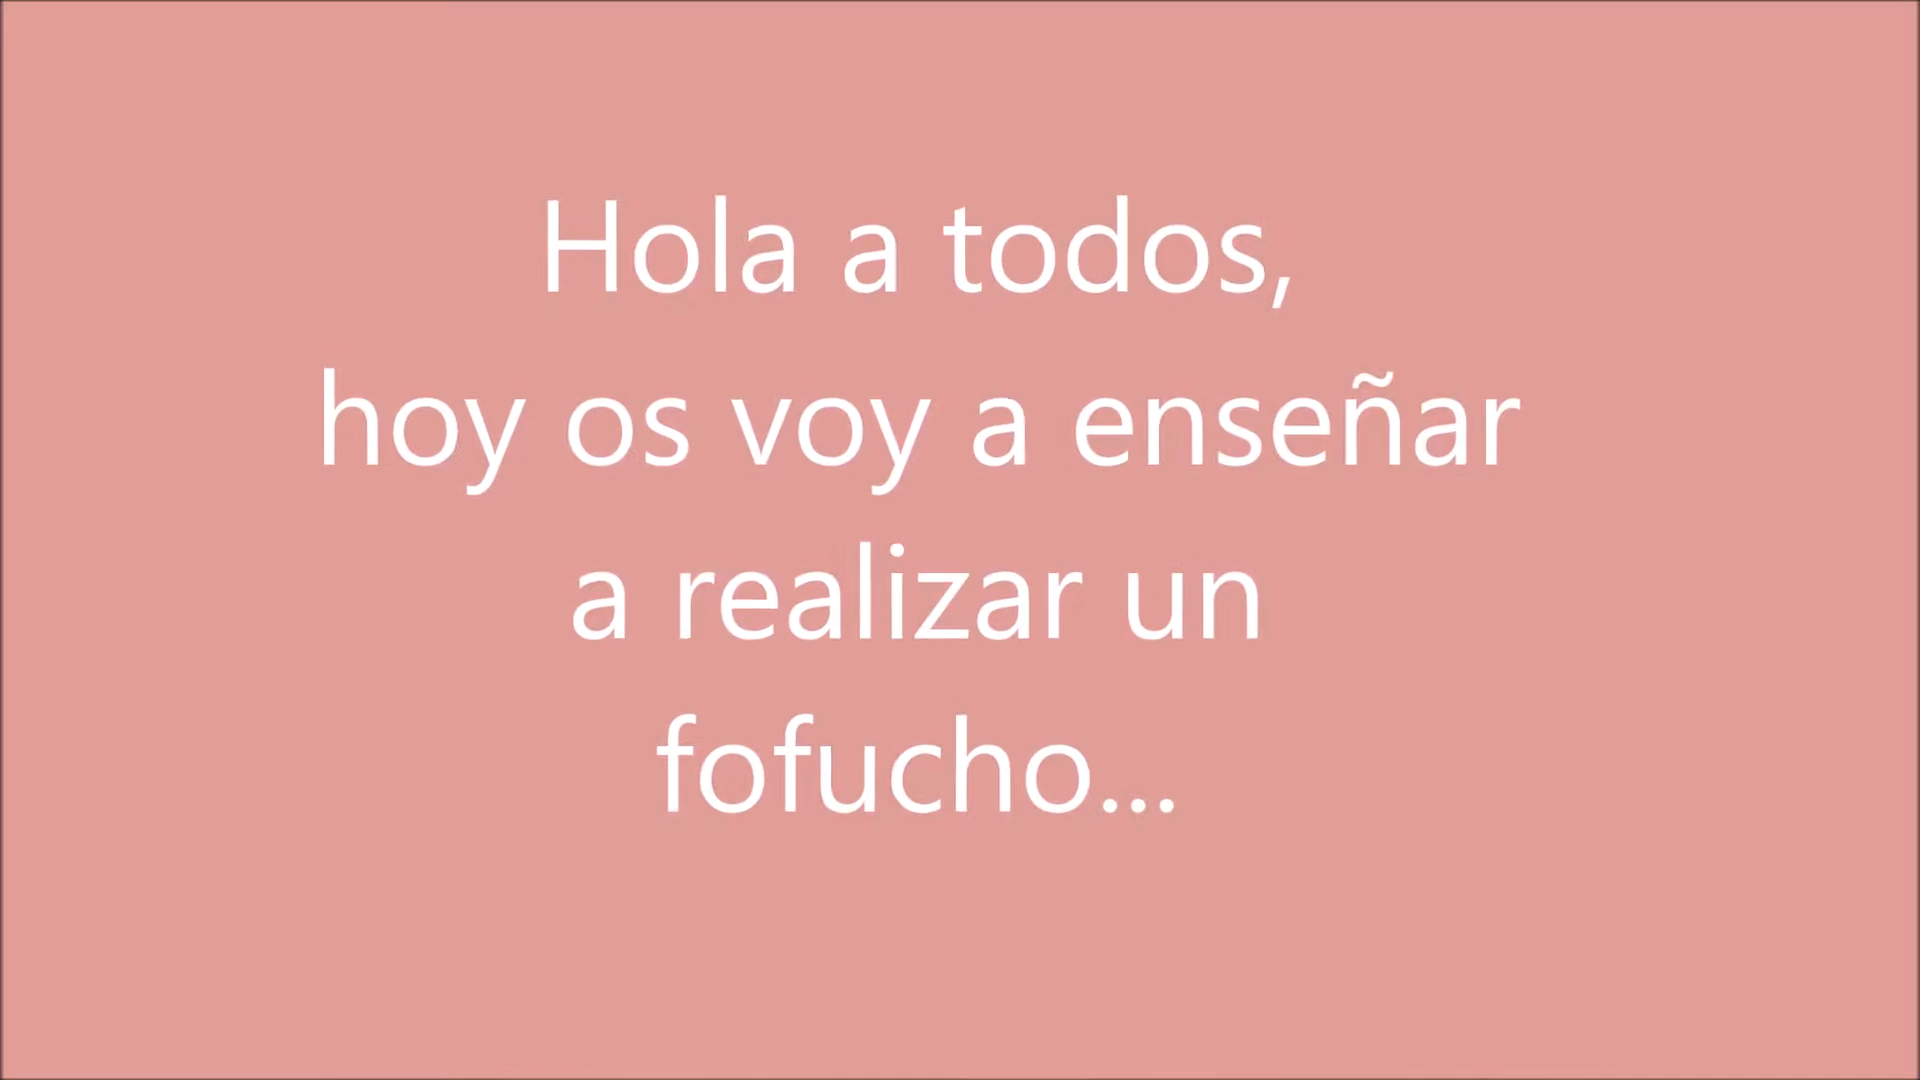 Hola a todos,
hoy os voy a enseñar
a realizar un
fofucho...